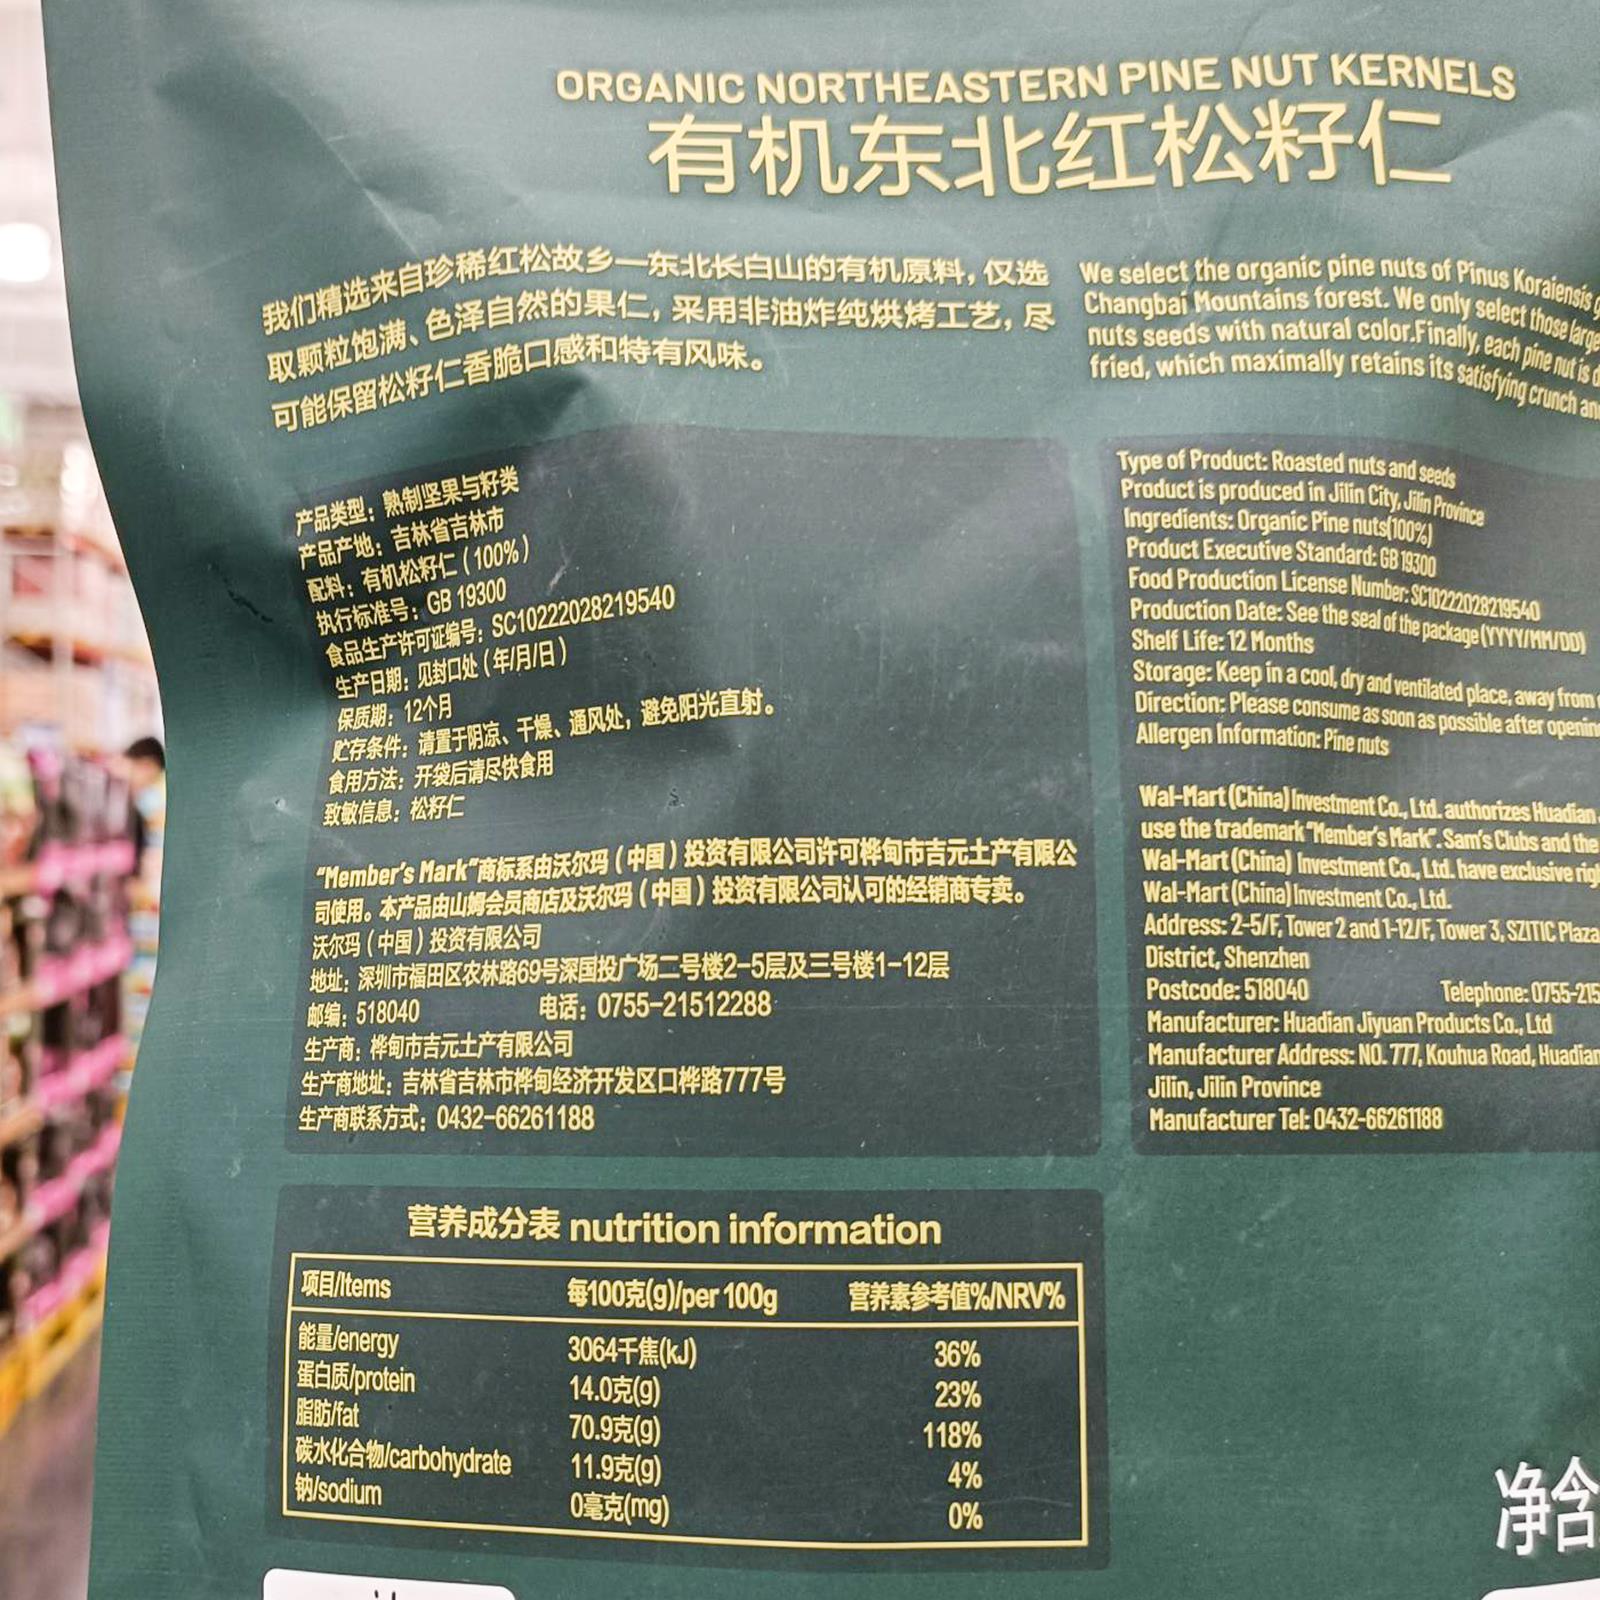 ORGANIC NORTHEASTERN PINE NUT KERNELS
有机东北红松籽仁
我们精选来自珍稀红松故乡—东北长白山的有机原料，仅选
取颗粒饱满、色泽自然的果仁，采用非油炸纯烘烤工艺，尽
可能保留松籽仁香脆口感和特有风味。
We select the organic pine nuts of Pinus Koraiensis
Changbai Mountains forest. We only select those large
nuts seeds with natural color.Finally, each pine nut is
fried, which maximally retains its satisfying crunch
产品类型：熟制坚果与籽类
产品产地：吉林省吉林市
配料：有机松籽仁（100%）
执行标准号：GB 19300
食品生产许可证编号：SC10222028219540
生产日期：见封口处（年/月/日）
保质期：12个月
贮存条件：请置于阴凉、干燥、通风处，避免阳光直射。
食用方法：开袋后请尽快食用
致敏信息：松籽仁
“Member's Mark”商标系由沃尔玛（中国）投资有限公司许可桦甸市吉元土产有限公
司使用。本产品由山姆会员商店及沃尔玛（中国）投资有限公司认可的经销商专卖。
沃尔玛（中国）投资有限公司
地址：深圳市福田区农林路69号深国投广场二号楼2-5层及三号楼1-12层
邮编：518040 电话：0755-21512288
生产商：桦甸市吉元土产有限公司
生产商地址：吉林省吉林市桦甸经济开发区口桦路777号
生产商联系方式：0432-66261188
Type of Product: Roasted nuts and seeds
Product is produced in Jilin City, Jilin Province
Ingredients: Organic Pine nuts(100%)
Product Executive Standard: GB 19300
Food Production License Number: SC10222028219540
Production Date: See the seal of the package (YYYY/MM/DD)
Shelf Life: 12 Months
Storage: Keep in a cool, dry and ventilated place, away from
Direction: Please consume as soon as possible after
Allergen Information: Pine nuts
Wal-Mart (China) Investment Co., Ltd. authorizes Huadian
use the trademark “Member's Mark”. Sam's Clubs and the
Wal-Mart (China) Investment Co., Ltd. have exclusive
Wal-Mart (China) Investment Co., Ltd.
Address: 2-5/F, Tower 2 and 1-12/F, Tower 3, SZITIC Plaza
District, Shenzhen
Postcode: 518040 Telephone: 0755-215
Manufacturer: Huadian Jiyuan Products Co., Ltd
Manufacturer Address: NO. 777, Kouhua Road, Huadian
Jilin, Jilin Province
Manufacturer Tel: 0432-66261188
营养成分表 nutrition information
项目/Items 每100克(g)/per 100g 营养素参考值%/NRV%
能量/energy 3064千焦(kJ) 36%
蛋白质/protein 14.0克(g) 23%
脂肪/fat 70.9克(g) 118%
碳水化合物/carbohydrate 11.9克(g) 4%
钠/sodium 0毫克(mg) 0%
净含